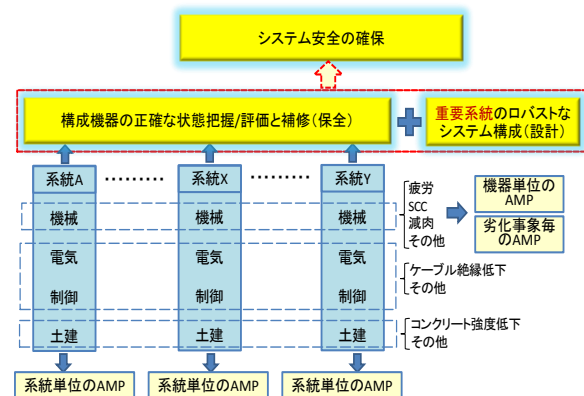 システム安全の確保
構成機器の正確な状態把握/評価と補修(保全)
重要系統のロバストな
システム構成(設計)
系統A ········· 系統X ········· 系統Y
機械 機械 機械
疲労
SCC
減肉
その他
機器単位の
AMP
劣化事象毎
のAMP
電気 電気 電気
制御 制御 制御
ケーブル絶縁低下
その他
土建 土建 土建
コンクリート強度低下
その他
系統単位のAMP 系統単位のAMP 系統単位のAMP